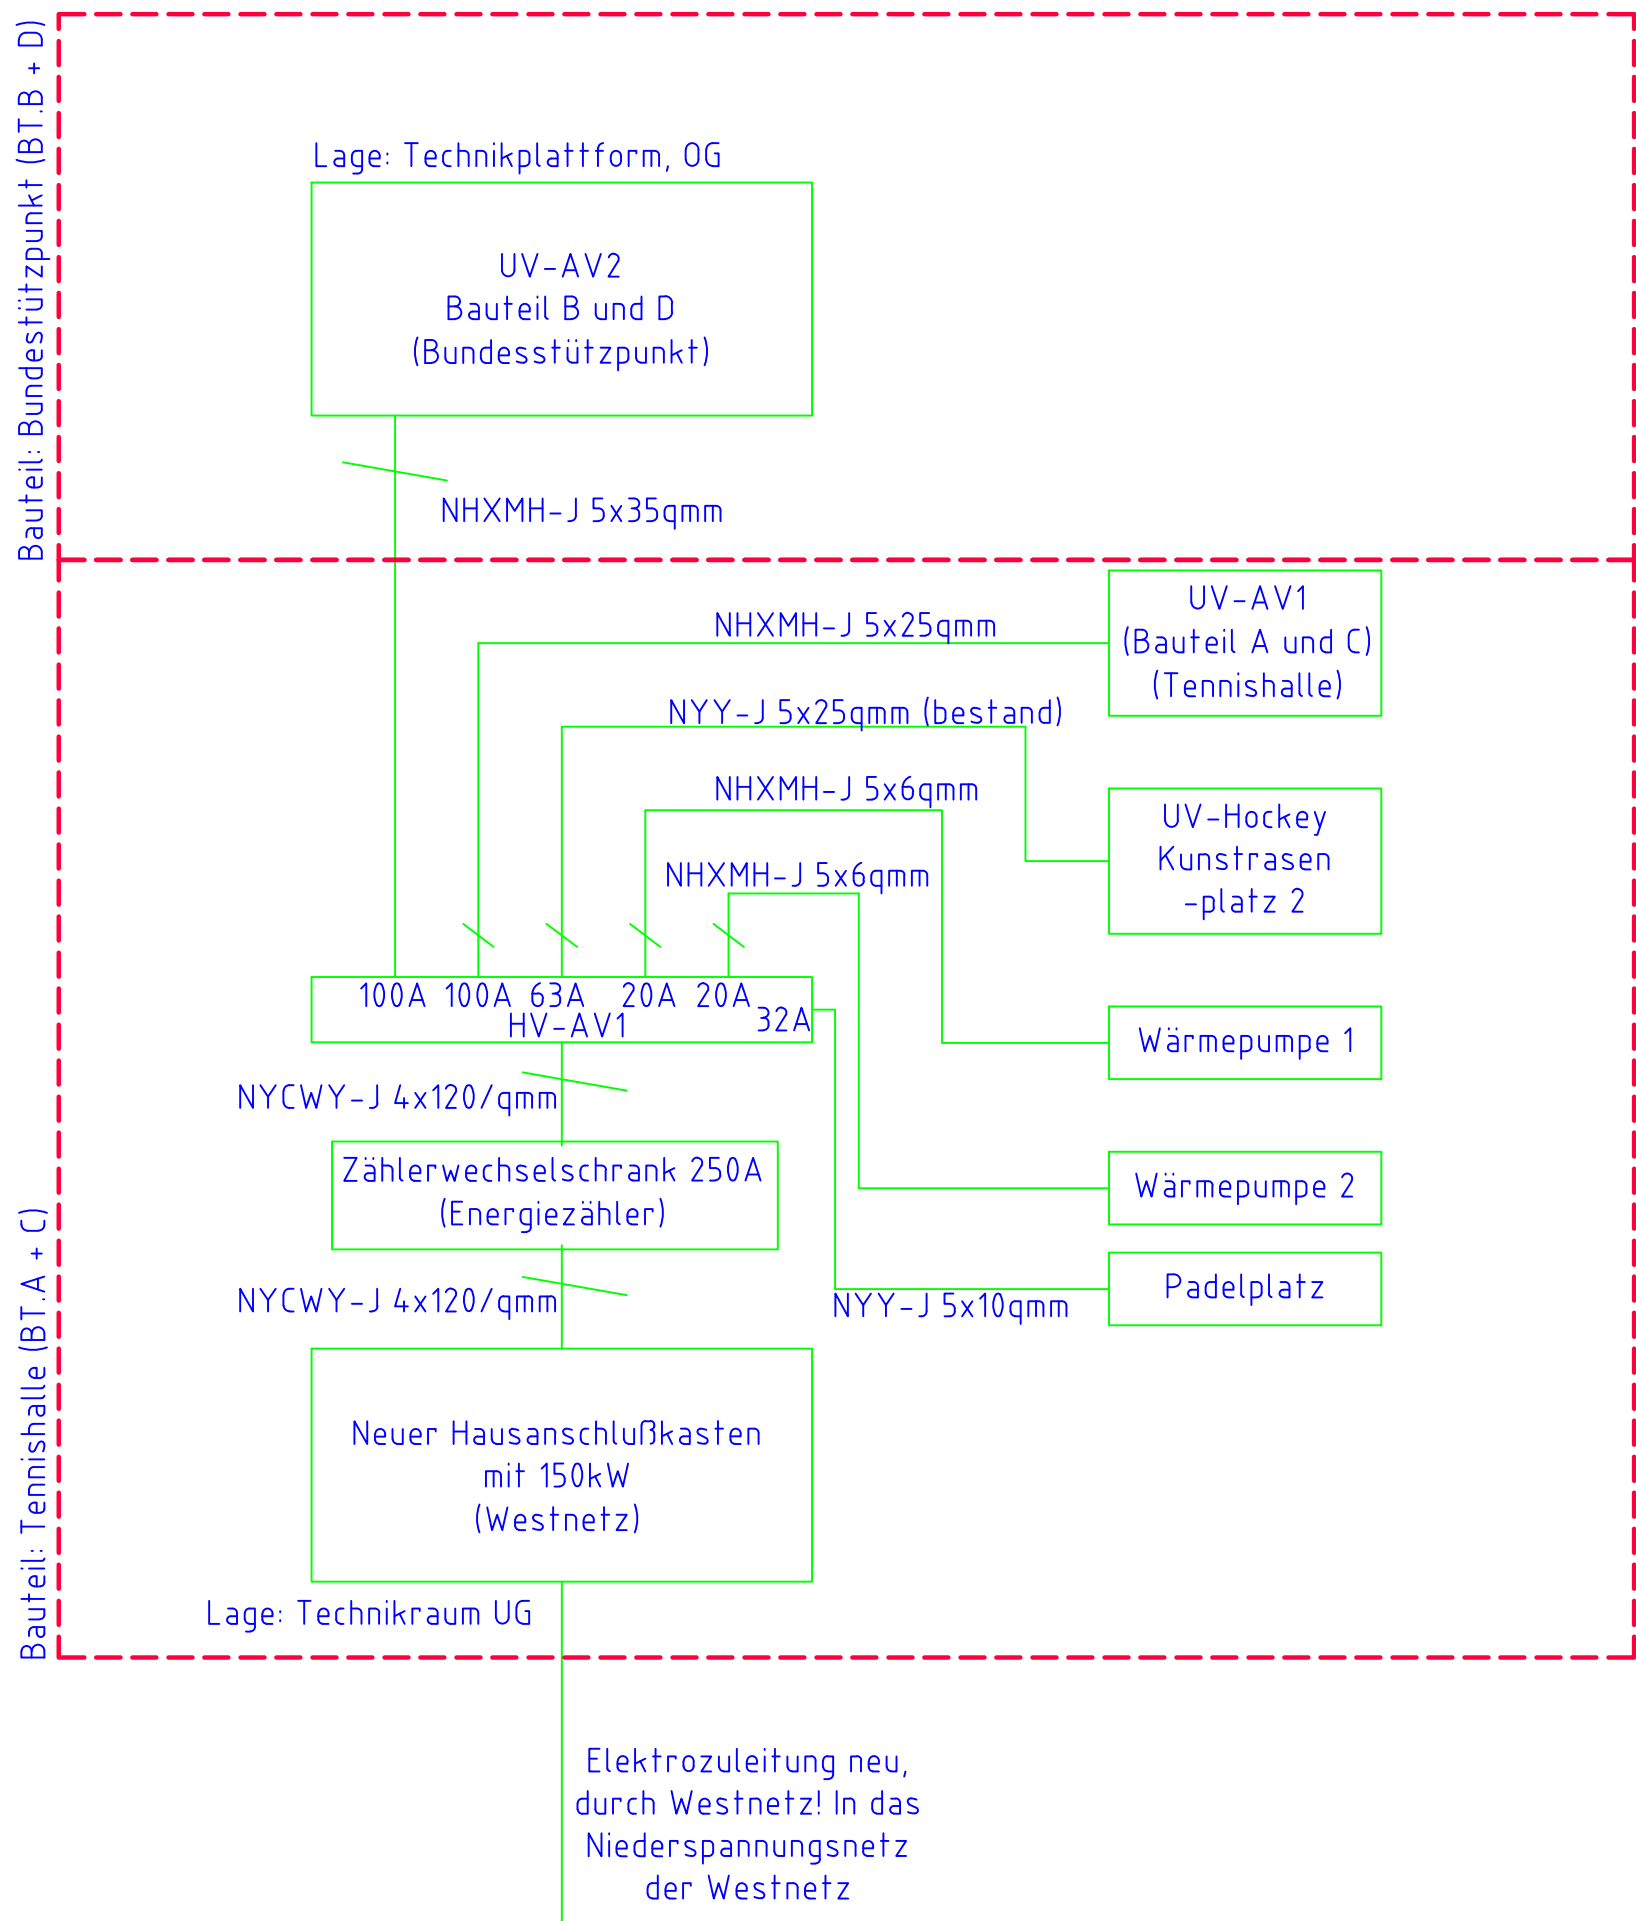 Bauteil: Bundestützpunkt (BT.B + D)
Lage: Technikplattform, OG
UV-AV2
Bauteil B und D
(Bundesstützpunkt)
NHXMH-J 5x35qmm
UV-AV1
(Bauteil A und C)
(Tennishalle)
NHXMH-J 5x25qmm
NYY-J 5x25qmm (bestand)
NHXMH-J 5x6qmm
UV-Hockey
Kunstrasen
-platz 2
NHXMH-J 5x6qmm
100A 100A 63A 20A 20A
32A
HV-AV1
Wärmepumpe 1
NYCWY-J 4x120/qmm
Zählerwechselschrank 250A
(Energiezähler)
Wärmepumpe 2
Padelplatz
NYCWY-J 4x120/qmm
NYY-J 5x10qmm
Bauteil: Tennishalle (BT.A + C)
Neuer Hausanschlußkasten
mit 150kW
(Westnetz)
Lage: Technikraum UG
Elektrozuleitung neu,
durch Westnetz! In das
Niederspannungsnetz
der Westnetz